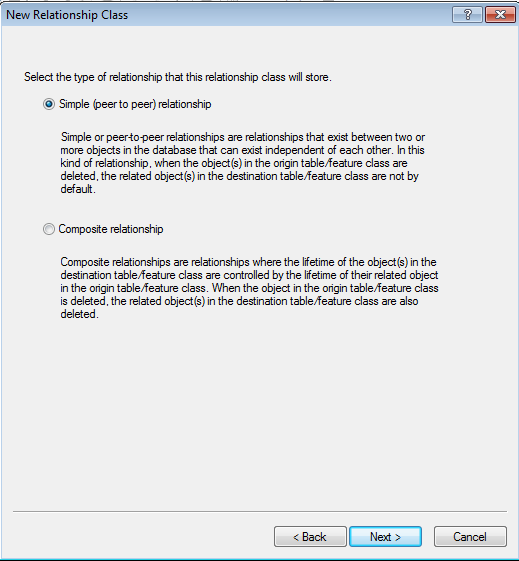 New Relationship Class
?
Select the type of relationship that this relationship class will store.
Simple (peer to peer) relationship
Simple or peer-to-peer relationships are relationships that exist between two or
more objects in the database that can exist independent of each other. In this
kind of relationship, when the object(s) in the origin table/feature class are
deleted, the related object(s) in the destination table/feature class are not by
default.
Composite relationship
Composite relationships are relationships where the lifetime of the object(s) in the
destination table/feature class are controlled by the lifetime of their related object
in the origin table/feature class. When the object in the origin table/feature class
is deleted, the related object(s) in the destination table/feature class are also
deleted.
< Back Next > Cancel